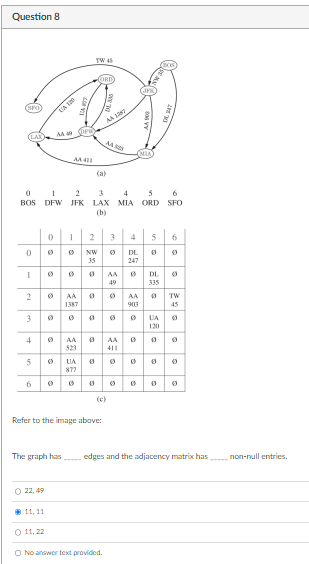 Question 8
TW 45
BOS
ORD
NW 35
JFK
SFO
UA 120
UA 877
DL 335
AA 1387
DL 247
AA 903
LAX
AA 49
DFW
AA 523
MIA
AA 411
(a)
0 1 2 3 4 5 6
BOS DFW JFK LAX MIA ORD SFO
(b)
0 1 2 3 4 5 6
0 Ø Ø NW 35 Ø DL 247 Ø Ø
1 Ø Ø Ø AA 49 Ø DL 335 Ø
2 Ø AA 1387 Ø Ø AA 903 Ø TW 45
3 Ø Ø Ø Ø Ø UA 120 Ø
4 Ø AA 523 Ø AA 411 Ø Ø Ø
5 Ø UA 877 Ø Ø Ø Ø Ø
6 Ø Ø Ø Ø Ø Ø Ø
(c)
Refer to the image above:
The graph has _____ edges and the adjacency matrix has _____ non-null entries.
22, 49
11, 11
11, 22
No answer text provided.